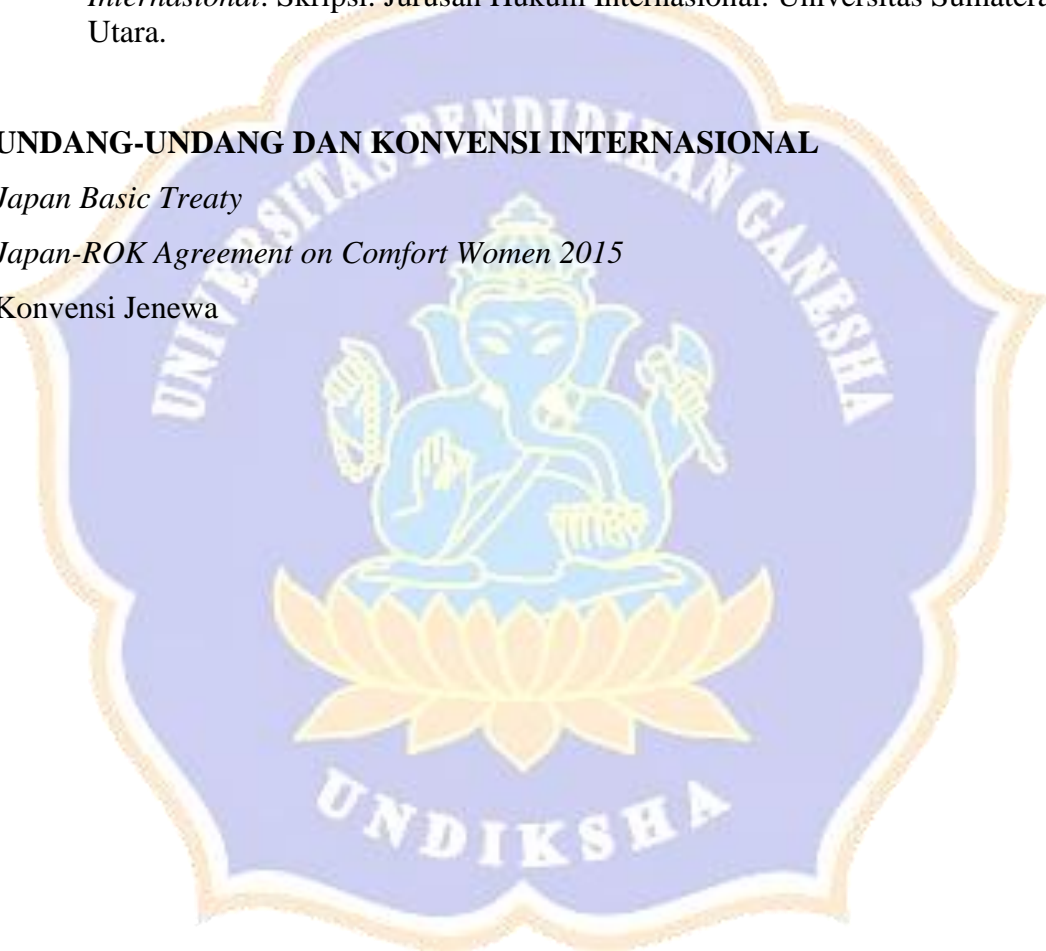 Internasional. Skripsi. Jurusan Hukum Internasional. Universitas Sumatera
Utara.
UNDANG-UNDANG DAN KONVENSI INTERNASIONAL
Japan Basic Treaty
Japan-ROK Agreement on Comfort Women 2015
Konvensi Jenewa
UNIVERSITAS PENDIDIKAN GANESHA
UNDIKSHA